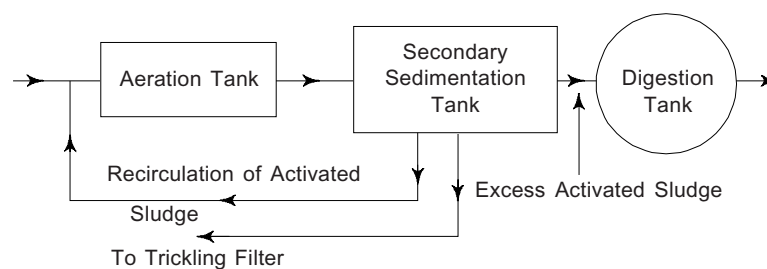 Aeration Tank
Secondary
Sedimentation
Tank
Digestion
Tank
Recirculation of Activated
Sludge
Excess Activated Sludge
To Trickling Filter